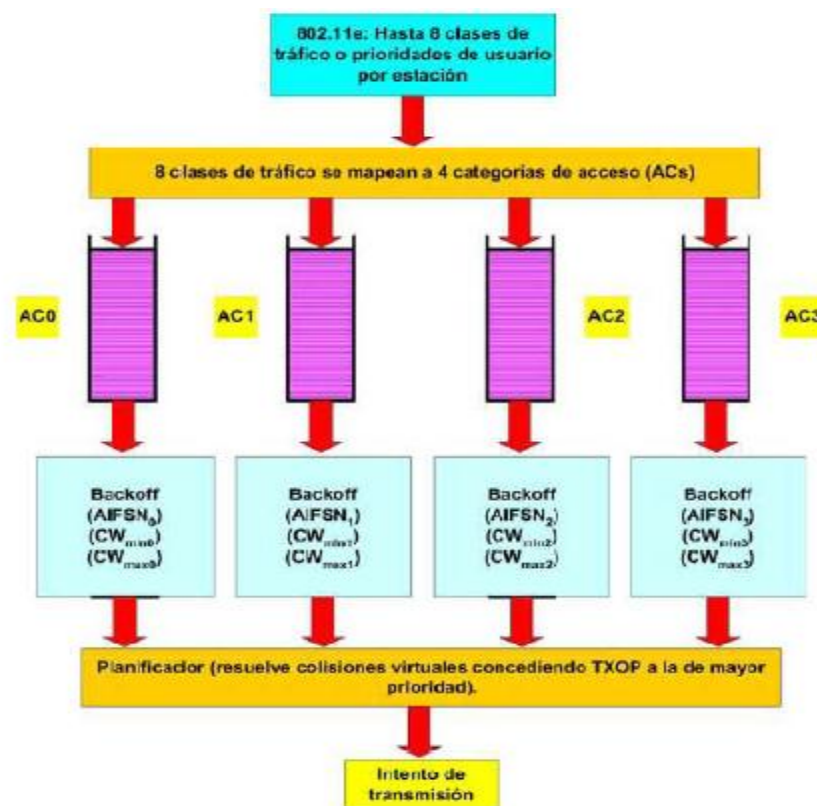 802.11e: Hasta 8 clases de
tráfico o prioridades de usuario
por estación
8 clases de tráfico se mapean a 4 categorías de acceso (ACs)
AC0
AC1
AC2
AC3
Backoff
(AIFSN0)
(CWmin0)
(CWmax0)
Backoff
(AIFSN1)
(CWmin1)
(CWmax1)
Backoff
(AIFSN2)
(CWmin2)
(CWmax2)
Backoff
(AIFSN3)
(CWmin3)
(CWmax3)
Planificador (resuelve colisiones virtuales concediendo TXOP a la de mayor
prioridad).
Intento de
transmisión